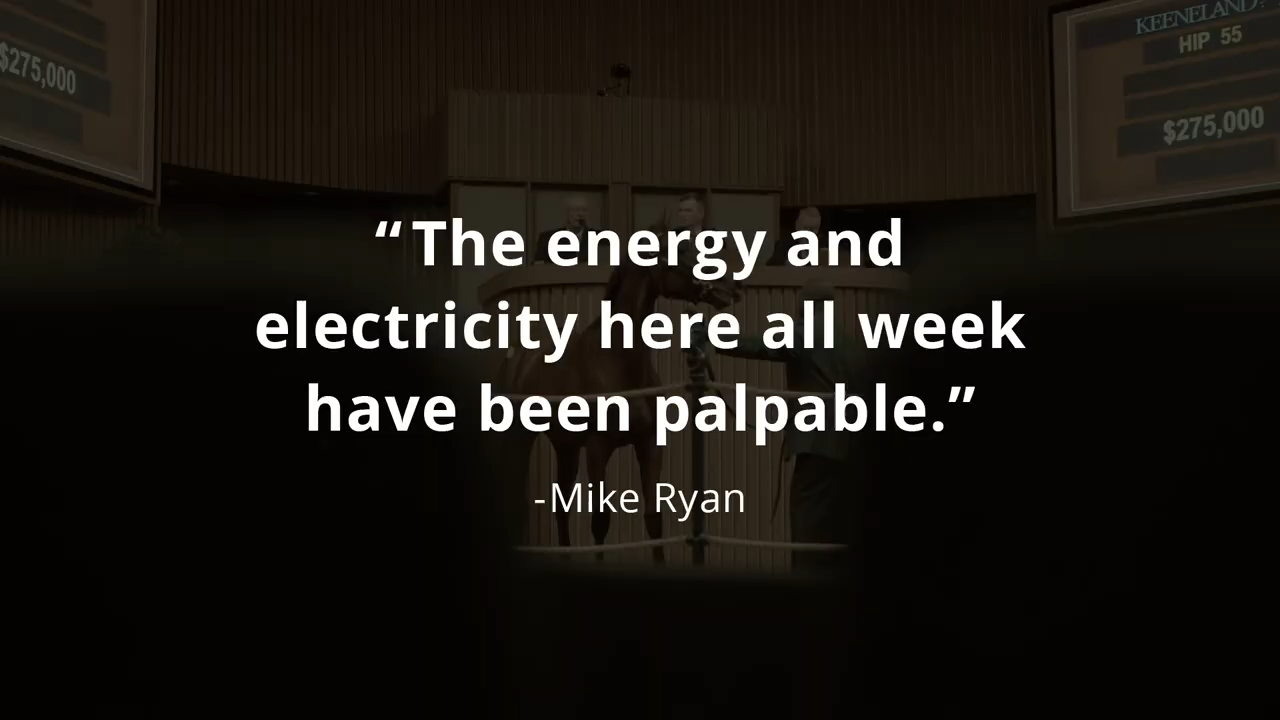 $275,000
KEENELAND
HIP 55
$275,000
“The energy and
electricity here all week
have been palpable.”
-Mike Ryan